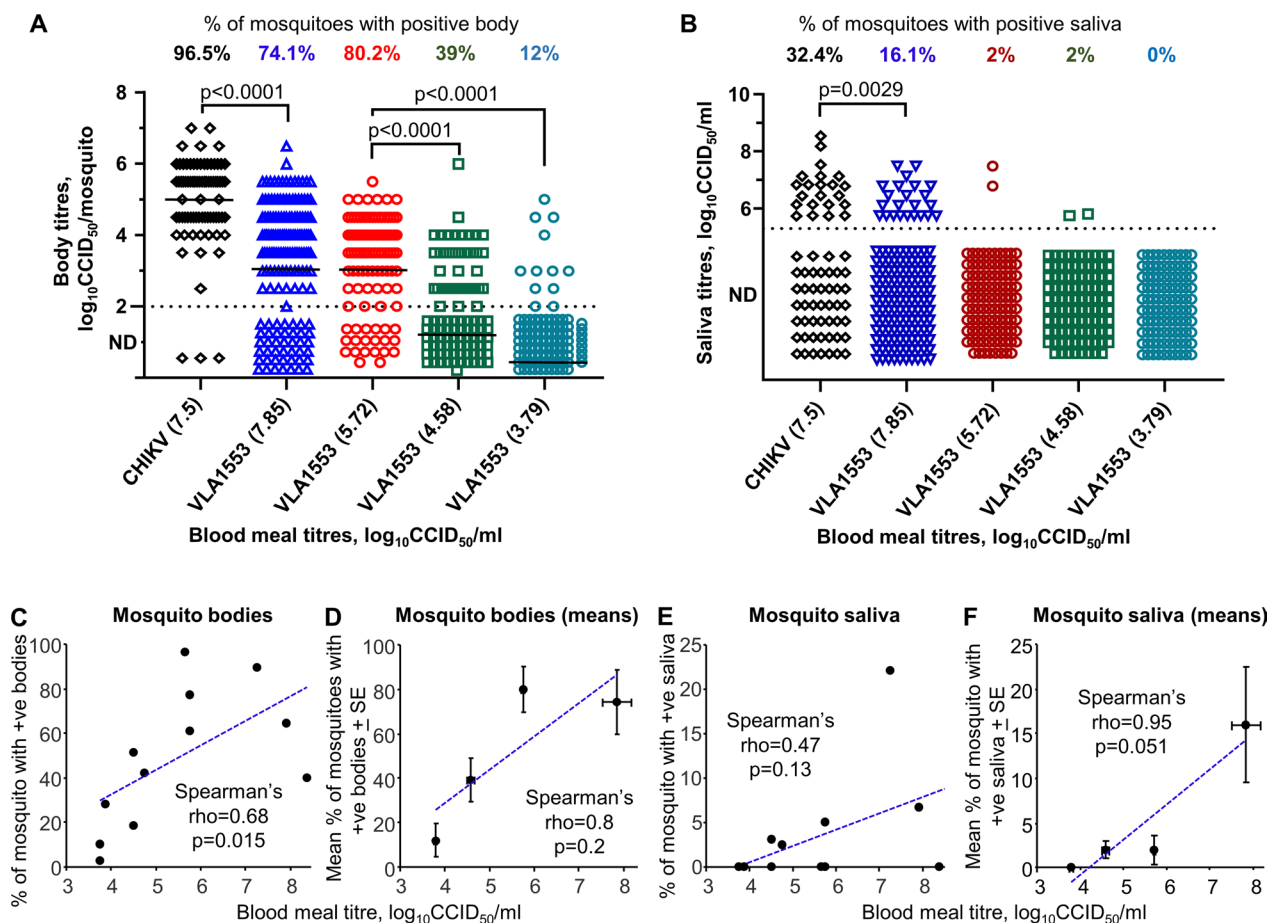 A
% of mosquitoes with positive body
96.5% 74.1% 80.2% 39% 12%
p<0.0001
p<0.0001
p<0.0001
8
6
4
2
ND
Body titres,
log₁₀CCID₅₀/mosquito
CHIKV (7.5)
VLA1553 (7.85)
VLA1553 (5.72)
VLA1553 (4.58)
VLA1553 (3.79)
Blood meal titres, log₁₀CCID₅₀/ml
B
% of mosquitoes with positive saliva
32.4% 16.1% 2% 2% 0%
p=0.0029
10
8
6
ND
Saliva titres, log₁₀CCID₅₀/ml
CHIKV (7.5)
VLA1553 (7.85)
VLA1553 (5.72)
VLA1553 (4.58)
VLA1553 (3.79)
Blood meal titres, log₁₀CCID₅₀/ml
C
Mosquito bodies
% of mosquito with +ve bodies
100
80
60
40
20
0
Spearman's
rho=0.68
p=0.015
3 4 5 6 7 8
D
Mosquito bodies (means)
Mean % of mosquitoes with
+ve bodies ± SE
100
80
60
40
20
0
Spearman's
rho=0.8
p=0.2
3 4 5 6 7 8
Blood meal titre, log₁₀CCID₅₀/ml
E
Mosquito saliva
% of mosquito with +ve saliva
25
20
15
10
5
0
Spearman's
rho=0.47
p=0.13
3 4 5 6 7 8
F
Mosquito saliva (means)
Mean % of mosquito with
+ve saliva ± SE
25
20
15
10
5
0
Spearman's
rho=0.95
p=0.051
3 4 5 6 7 8
Blood meal titre, log₁₀CCID₅₀/ml